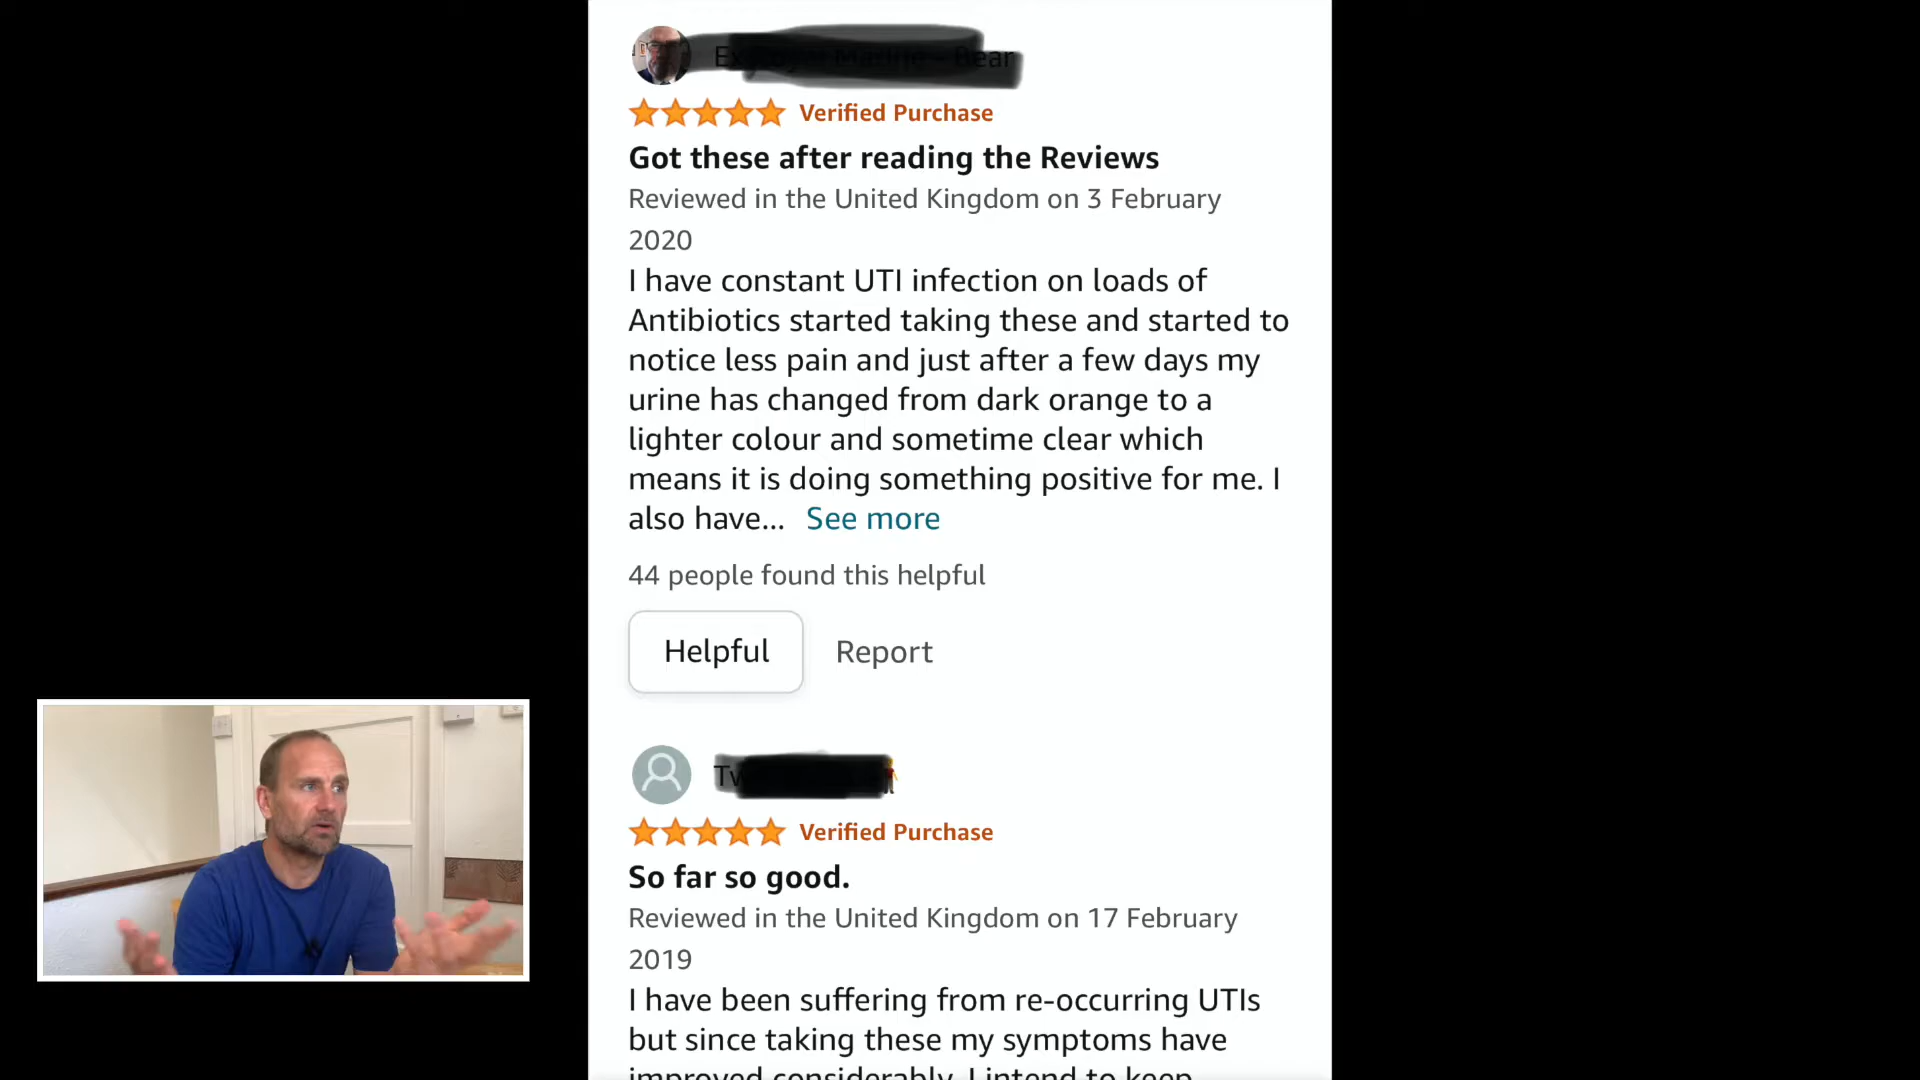 Verified Purchase
Got these after reading the Reviews
Reviewed in the United Kingdom on 3 February
2020
I have constant UTI infection on loads of
Antibiotics started taking these and started to
notice less pain and just after a few days my
urine has changed from dark orange to a
lighter colour and sometime clear which
means it is doing something positive for me. I
also have... See more
44 people found this helpful
Helpful Report
Verified Purchase
So far so good.
Reviewed in the United Kingdom on 17 February
2019
I have been suffering from re-occurring UTIs
but since taking these my symptoms have
improved considerably. I intend to keep